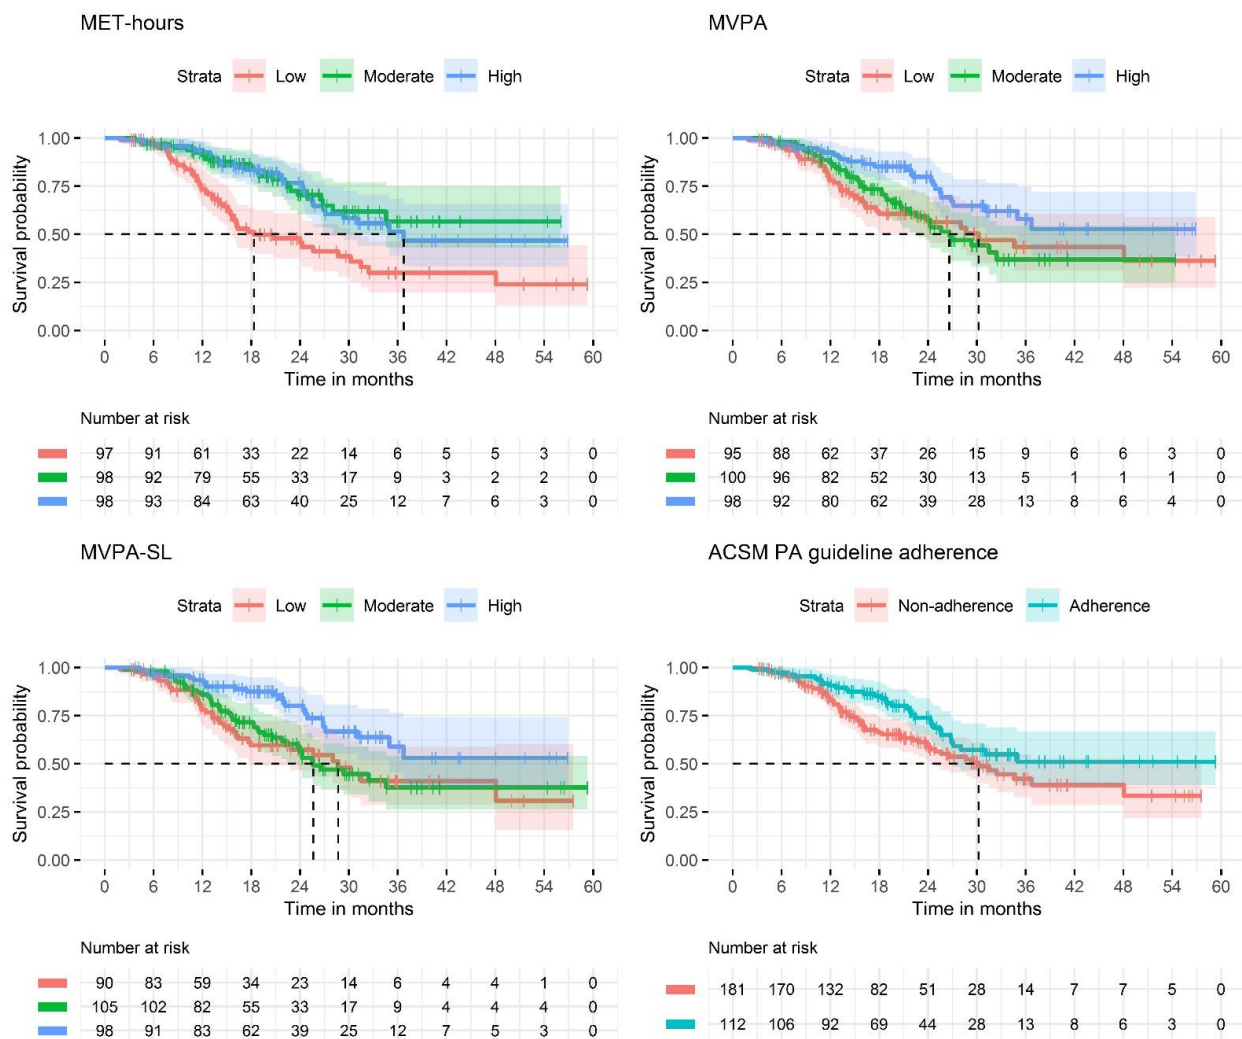 MET-hours
Strata Low Moderate High
1.00
0.75
0.50
0.25
0.00
Survival probability
0 6 12 18 24 30 36 42 48 54 60
Time in months
Number at risk
97 91 61 33 22 14 6 5 5 3 0
98 92 79 55 33 17 9 3 2 2 0
98 93 84 63 40 25 12 7 6 3 0
MVPA
Strata Low Moderate High
1.00
0.75
0.50
0.25
0.00
Survival probability
0 6 12 18 24 30 36 42 48 54 60
Time in months
Number at risk
95 88 62 37 26 15 9 6 6 3 0
100 96 82 52 30 13 5 1 1 1 0
98 92 80 62 39 28 13 8 6 4 0
MVPA-SL
Strata Low Moderate High
1.00
0.75
0.50
0.25
0.00
Survival probability
0 6 12 18 24 30 36 42 48 54 60
Time in months
Number at risk
90 83 59 34 23 14 6 4 4 1 0
105 102 82 55 33 17 9 4 4 4 0
98 91 83 62 39 25 12 7 5 3 0
ACSM PA guideline adherence
Strata Non-adherence Adherence
1.00
0.75
0.50
0.25
0.00
Survival probability
0 6 12 18 24 30 36 42 48 54 60
Time in months
Number at risk
181 170 132 82 51 28 14 7 7 5 0
112 106 92 69 44 28 13 8 6 3 0